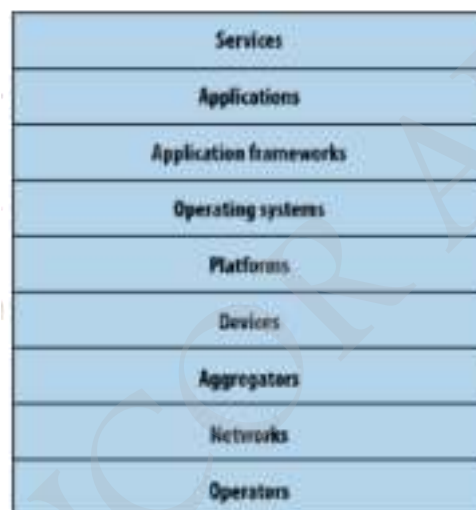 Services
Applications
Application frameworks
Operating systems
Platforms
Devices
Aggregators
Networks
Operators